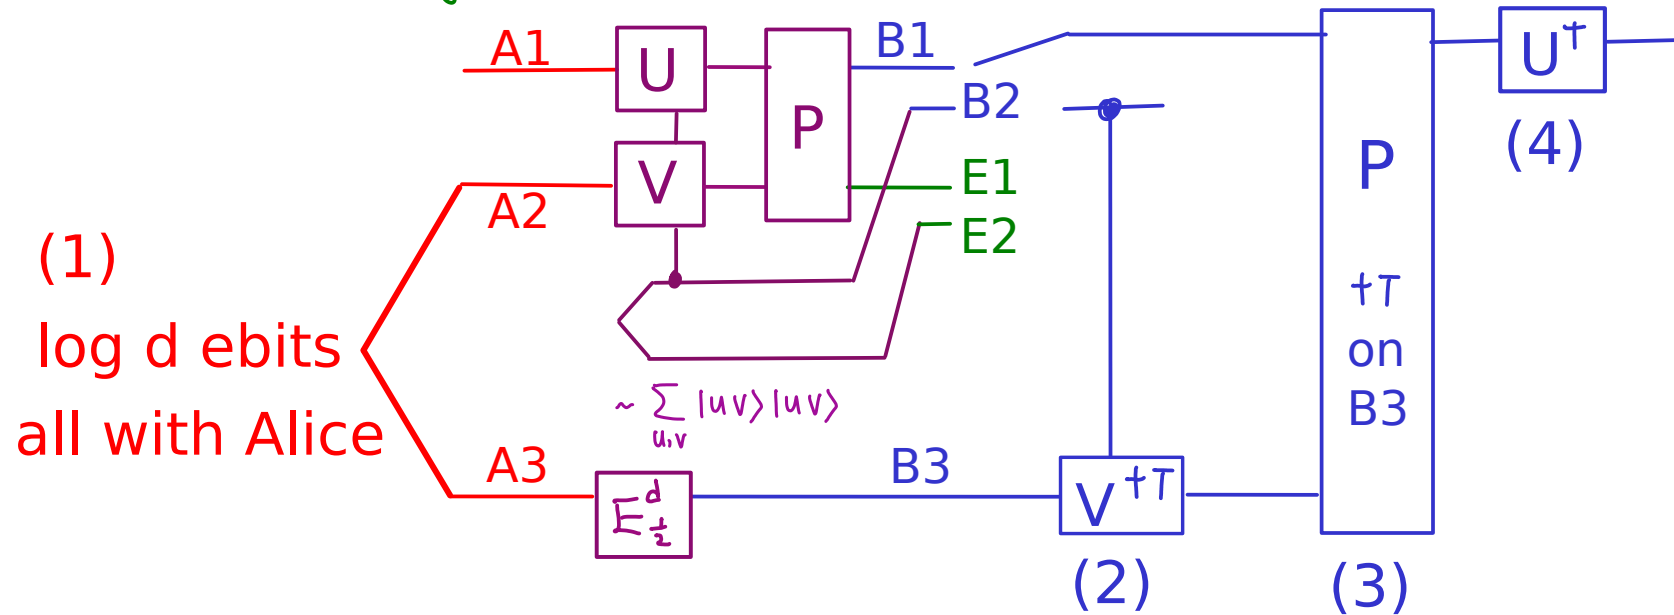 A1
U
P
B1
B2
U†
(4)
V
A2
E1
E2
P
†T
on
B3
(1)
log d ebits
all with Alice
~ ∑ |uv⟩|uv⟩
u,v
A3
E^d_{1/2}
B3
V†T
(2)
(3)